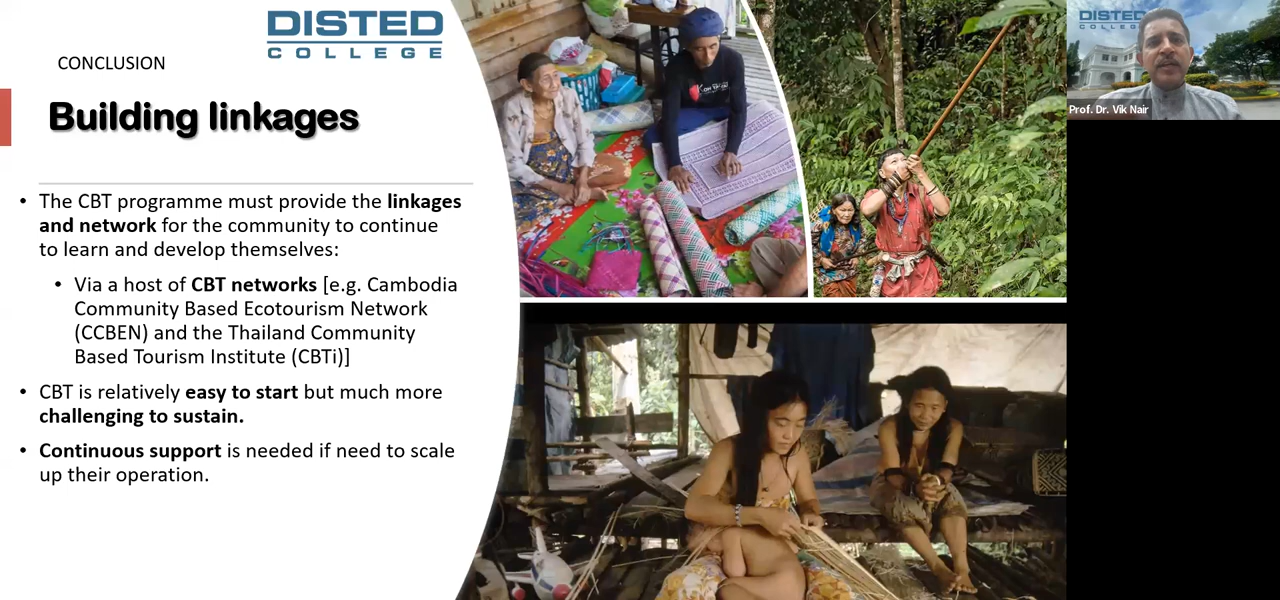 DISTED
COLLEGE
CONCLUSION
Building linkages
• The CBT programme must provide the linkages
and network for the community to continue
to learn and develop themselves:
• Via a host of CBT networks [e.g. Cambodia
Community Based Ecotourism Network
(CCBEN) and the Thailand Community
Based Tourism Institute (CBTi)]
• CBT is relatively easy to start but much more
challenging to sustain.
• Continuous support is needed if need to scale
up their operation.
DISTED
COLLEGE
Prof. Dr. Vik Nair